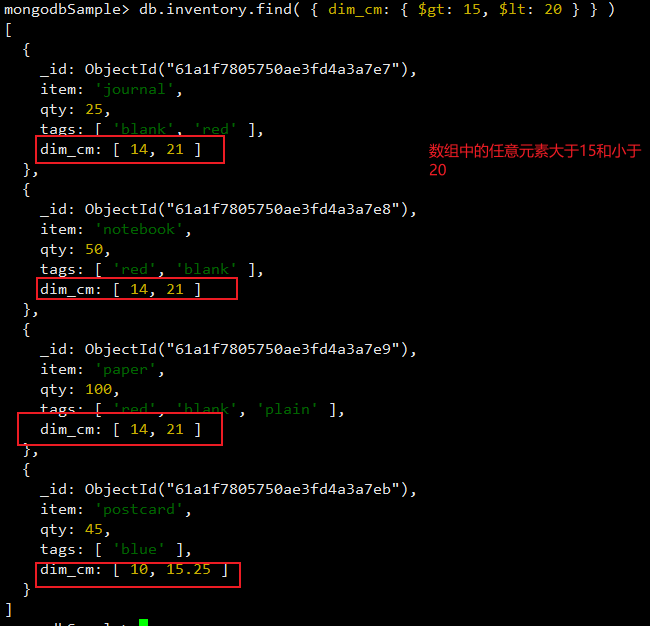 mongodbSample> db.inventory.find( { dim_cm: { $gt: 15, $lt: 20 } } )
[
  {
    _id: ObjectId("61a1f7805750ae3fd4a3a7e7"),
    item: 'journal',
    qty: 25,
    tags: [ 'blank', 'red' ],
    dim_cm: [ 14, 21 ]
数组中的任意元素大于15和小于
20
  },
  {
    _id: ObjectId("61a1f7805750ae3fd4a3a7e8"),
    item: 'notebook',
    qty: 50,
    tags: [ 'red', 'blank' ],
    dim_cm: [ 14, 21 ]
  },
  {
    _id: ObjectId("61a1f7805750ae3fd4a3a7e9"),
    item: 'paper',
    qty: 100,
    tags: [ 'red', 'blank', 'plain' ],
    dim_cm: [ 14, 21 ]
  },
  {
    _id: ObjectId("61a1f7805750ae3fd4a3a7eb"),
    item: 'postcard',
    qty: 45,
    tags: [ 'blue' ],
    dim_cm: [ 10, 15.25 ]
  }
]